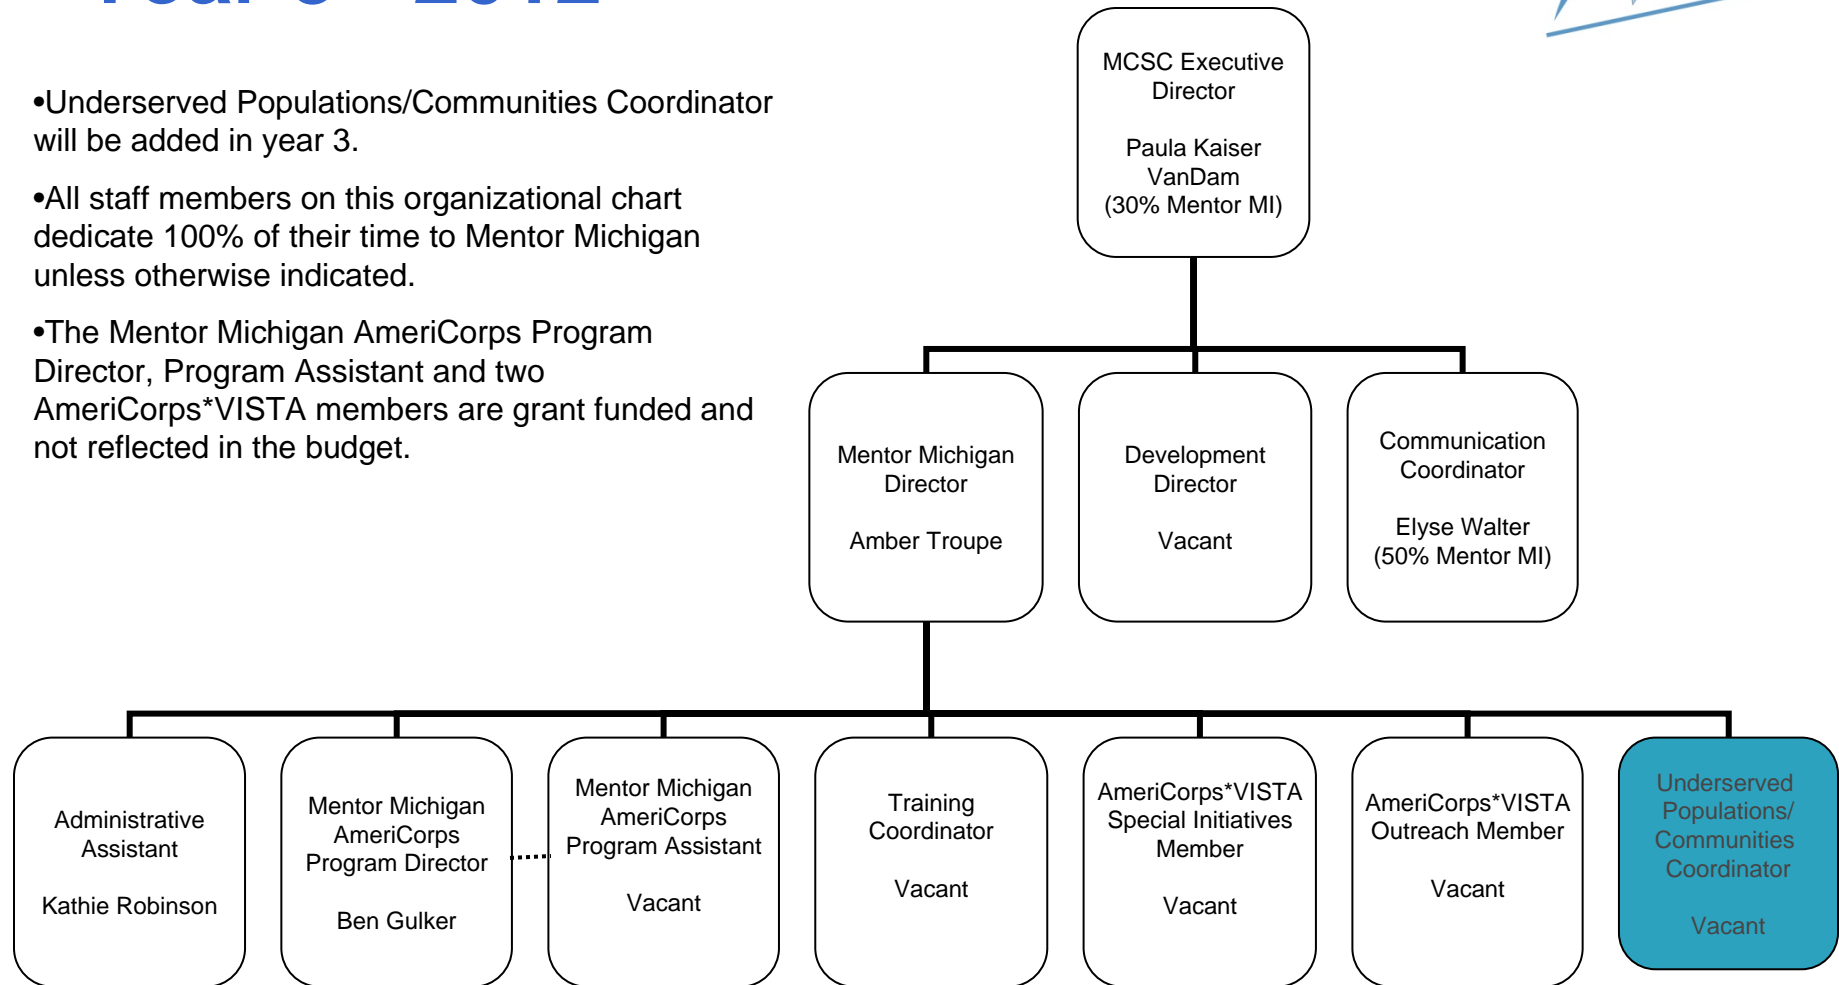 Year 3 - 2012
•Underserved Populations/Communities Coordinator
will be added in year 3.
•All staff members on this organizational chart
dedicate 100% of their time to Mentor Michigan
unless otherwise indicated.
•The Mentor Michigan AmeriCorps Program
Director, Program Assistant and two
AmeriCorps*VISTA members are grant funded and
not reflected in the budget.
MCSC Executive
Director
Paula Kaiser
VanDam
(30% Mentor MI)
Mentor Michigan
Director
Amber Troupe
Development
Director
Vacant
Communication
Coordinator
Elyse Walter
(50% Mentor MI)
Administrative
Assistant
Kathie Robinson
Mentor Michigan
AmeriCorps
Program Director
Ben Gulker
Mentor Michigan
AmeriCorps
Program Assistant
Vacant
Training
Coordinator
Vacant
AmeriCorps*VISTA
Special Initiatives
Member
Vacant
AmeriCorps*VISTA
Outreach Member
Vacant
Underserved
Populations/
Communities
Coordinator
Vacant